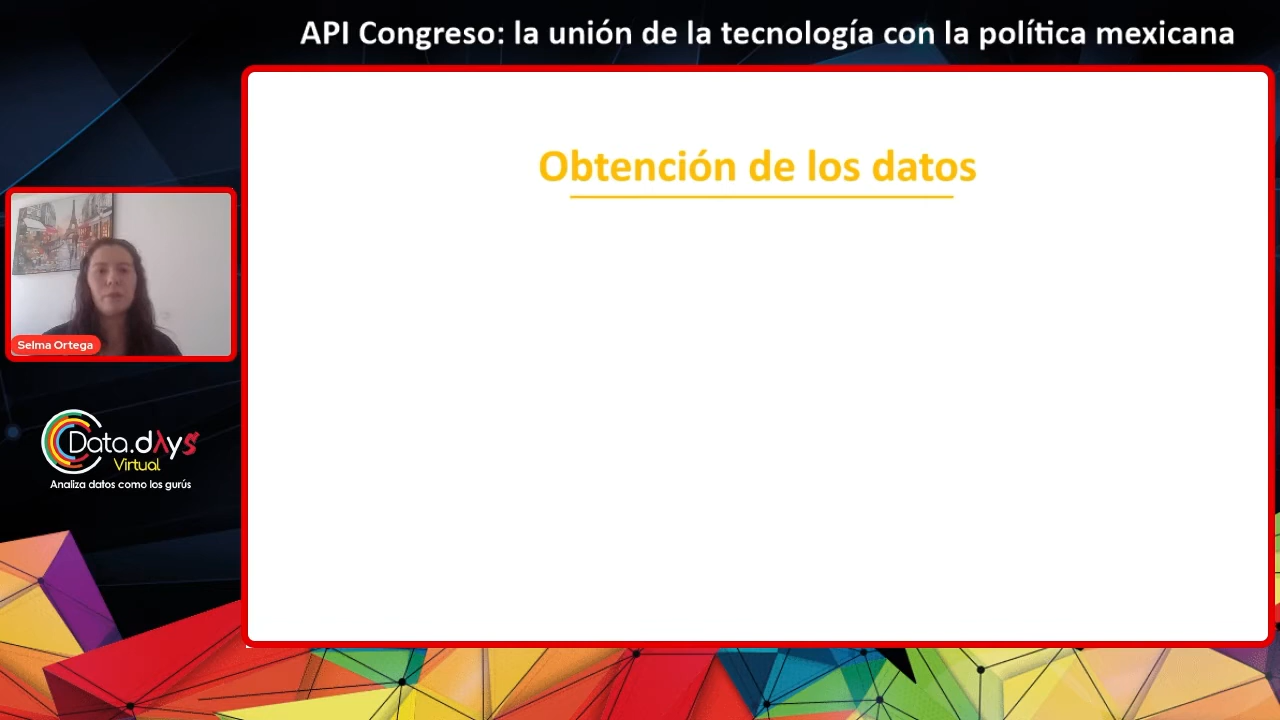 API Congreso: la unión de la tecnología con la política mexicana
Obtención de los datos
Selma Ortega
Data.dAys
Virtual
Analiza datos como los gurús